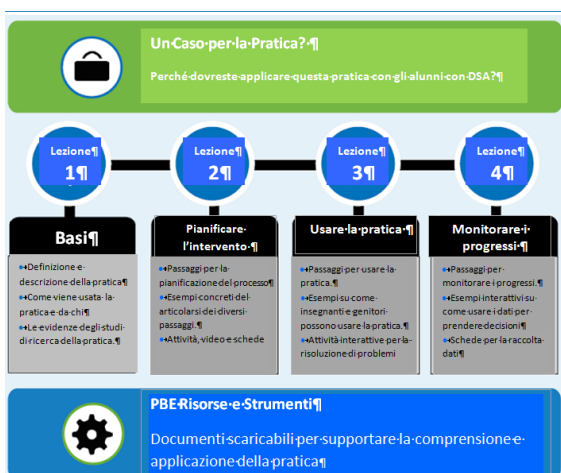 Un·Caso·per·la·Pratica?·¶
Perché·dovreste·applicare·questa·pratica·con·gli·alunni·con·DSA?¶
Lezione¶
1¶
Lezione¶
2¶
Lezione¶
3¶
Lezione¶
4¶
Basi¶
•→Definizione·e·
descrizione·della·pratica¶
•→Come·viene·usata·la·
pratica·e·da·chi¶
•→Le·evidenze·degli·studi·
di·ricerca·della·pratica.¶
Pianificare·
l’intervento·¶
•→Passaggi·per·la·
pianificazione·del·processo¶
•→Esempi·concreti·del·
articolarsi·dei·diversi·
passaggi.¶
•→Attività,·video·e·schede
Usare·la·pratica·¶
•→Passaggi·per·usare·la·
pratica.¶
•→Esempi·su·come·
insegnanti·e·genitori·
possono·usare·la·pratica.¶
•→Attività·interattive·per·la·
risoluzione·di·problemi
Monitorare·i·
progressi·¶
•→Passaggi·per·
monitorare·i·progressi.¶
•→Esempi·interattivi·su·
come·usare·i·dati·per·
prendere·decisioni¶
•→Schede·per·la·raccolta·
dati¶
PBE·Risorse·e·Strumenti¶
Documenti·scaricabili·per·supportare·la·comprensione·e·
applicazione·della·pratica¶